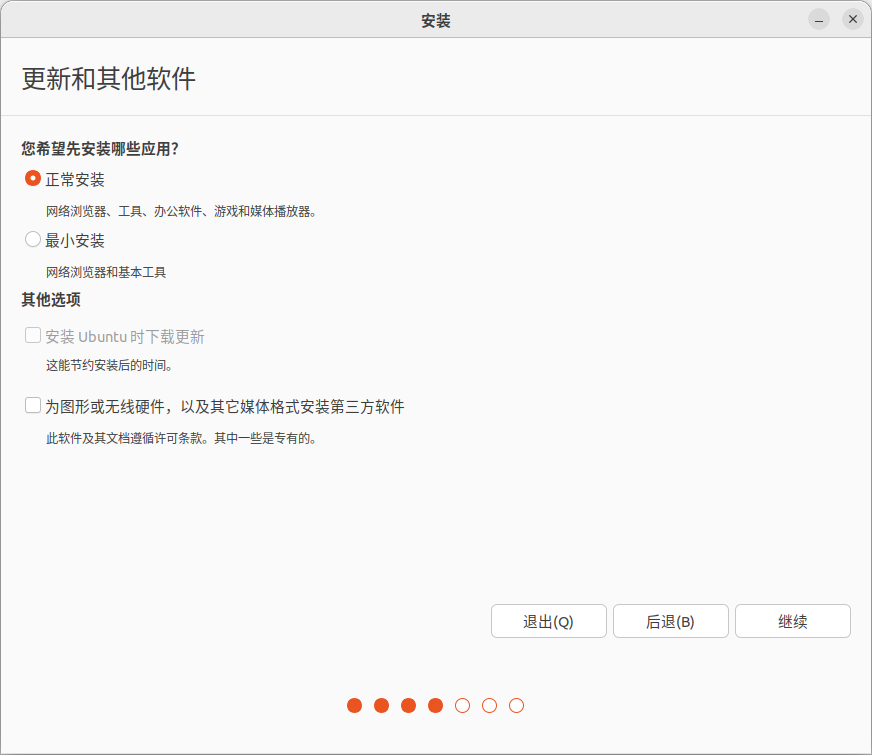 安装
更新和其他软件
您希望先安装哪些应用?
正常安装
网络浏览器、工具、办公软件、游戏和媒体播放器。
最小安装
网络浏览器和基本工具
其他选项
安装 Ubuntu 时下载更新
这能节约安装后的时间。
为图形或无线硬件，以及其它媒体格式安装第三方软件
此软件及其文档遵循许可条款。其中一些是专有的。
退出(Q) 后退(B) 继续